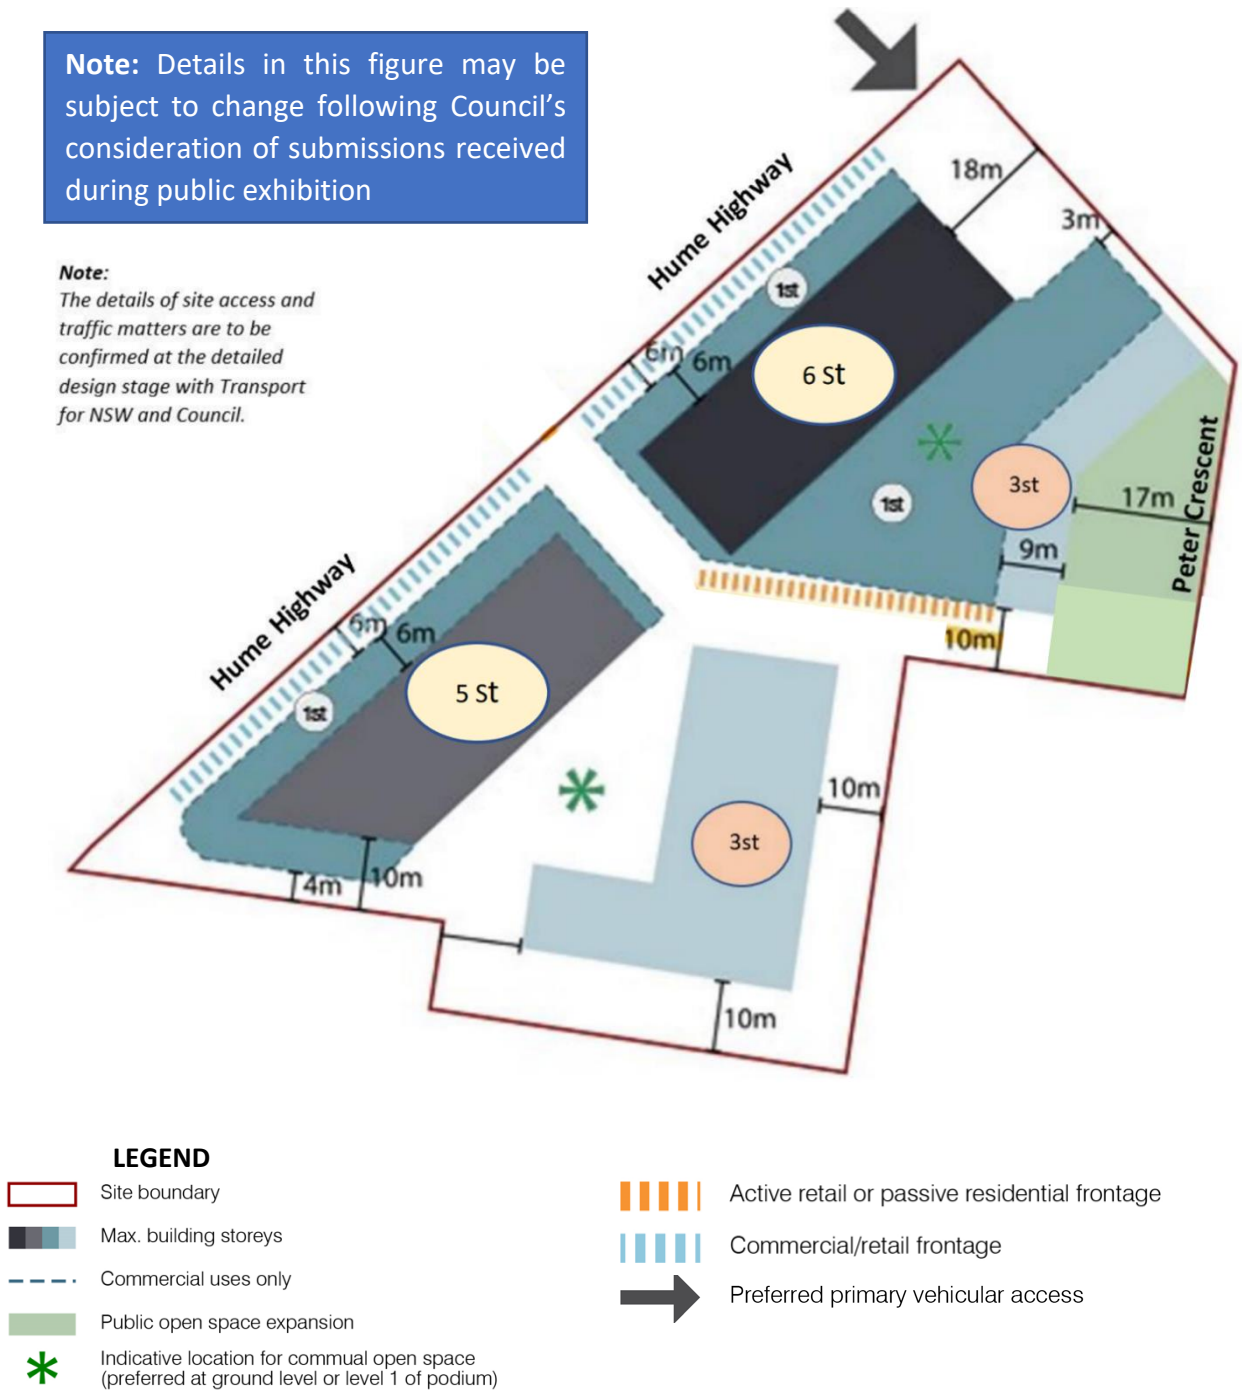 Note: Details in this figure may be
subject to change following Council’s
consideration of submissions received
during public exhibition
Note:
The details of site access and
traffic matters are to be
confirmed at the detailed
design stage with Transport
for NSW and Council.
Hume Highway
18m
3m
1st
6m
6m
6 St
3st
1st
17m
Peter Crescent
9m
10m
Hume Highway
6m
6m
5 St
1st
10m
3st
4m
10m
10m
LEGEND
Site boundary
Max. building storeys
Commercial uses only
Public open space expansion
Indicative location for commual open space
(preferred at ground level or level 1 of podium)
Active retail or passive residential frontage
Commercial/retail frontage
Preferred primary vehicular access